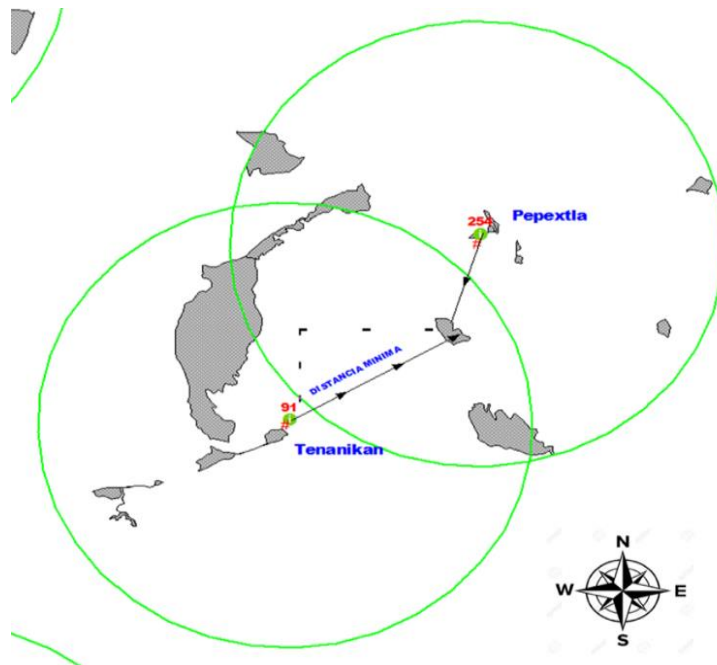 254
#
Pepextla
DISTANCIA MINIMA
91
#
Tenanikan
N
W E
S